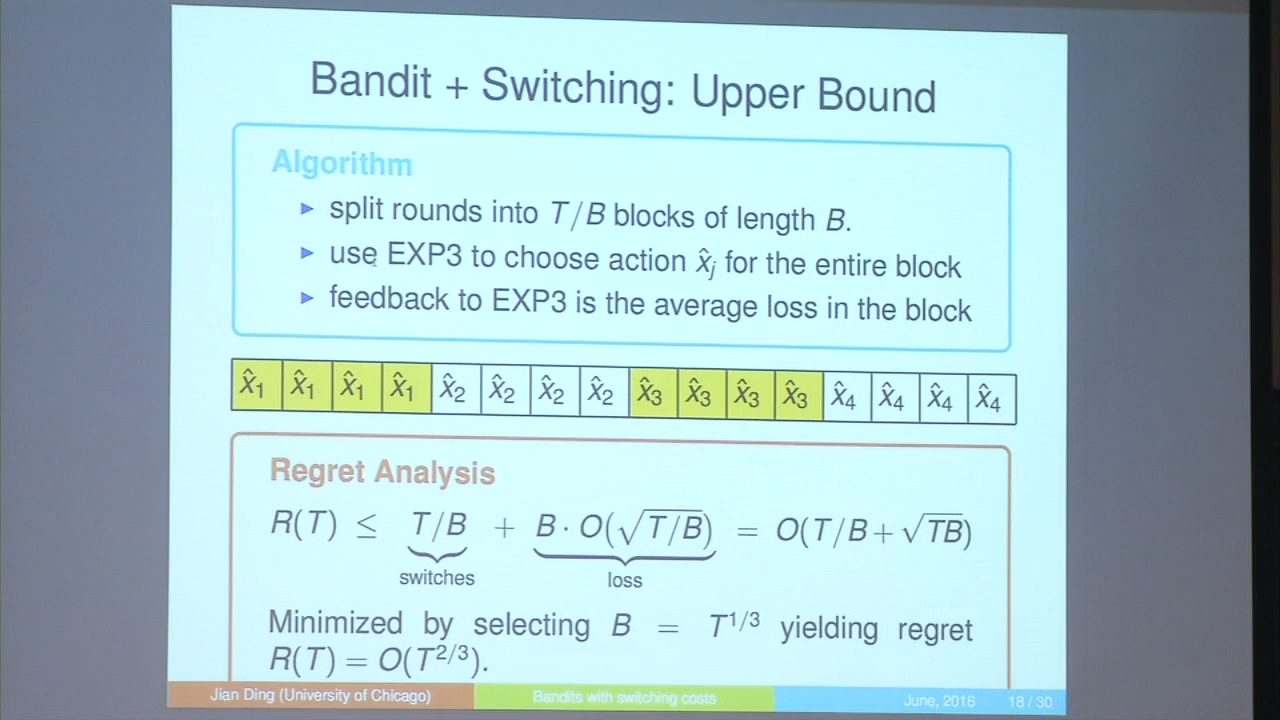 Bandit + Switching: Upper Bound
Algorithm
▶ split rounds into T/B blocks of length B.
▶ use EXP3 to choose action x̂ⱼ for the entire block
▶ feedback to EXP3 is the average loss in the block
x̂₁ x̂₁ x̂₁ x̂₁ x̂₂ x̂₂ x̂₂ x̂₂ x̂₃ x̂₃ x̂₃ x̂₃ x̂₄ x̂₄ x̂₄ x̂₄
Regret Analysis
R(T) ≤ T/B + B · O(√T/B) = O(T/B + √TB)
switches loss
Minimized by selecting B = T^{1/3} yielding regret
R(T) = O(T^{2/3}).
Jian Ding (University of Chicago) Bandits with switching costs June, 2016 18 / 30